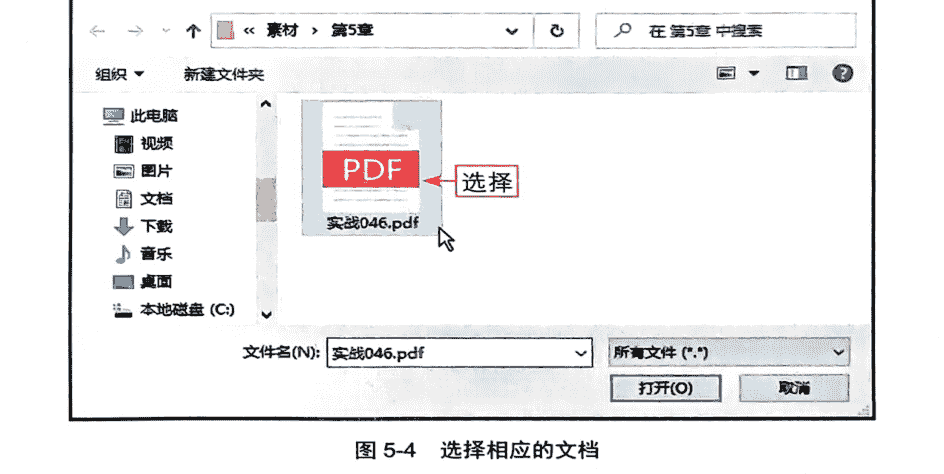 « 素材 › 第5章
在 第5章 中搜索
组织 新建文件夹
?
此电脑
视频
图片
文档
下载
音乐
桌面
本地磁盘 (C:)
PDF
选择
实战046.pdf
文件名(N): 实战046.pdf
所有文件 (*.*)
打开(O) 取消
图 5-4 选择相应的文档